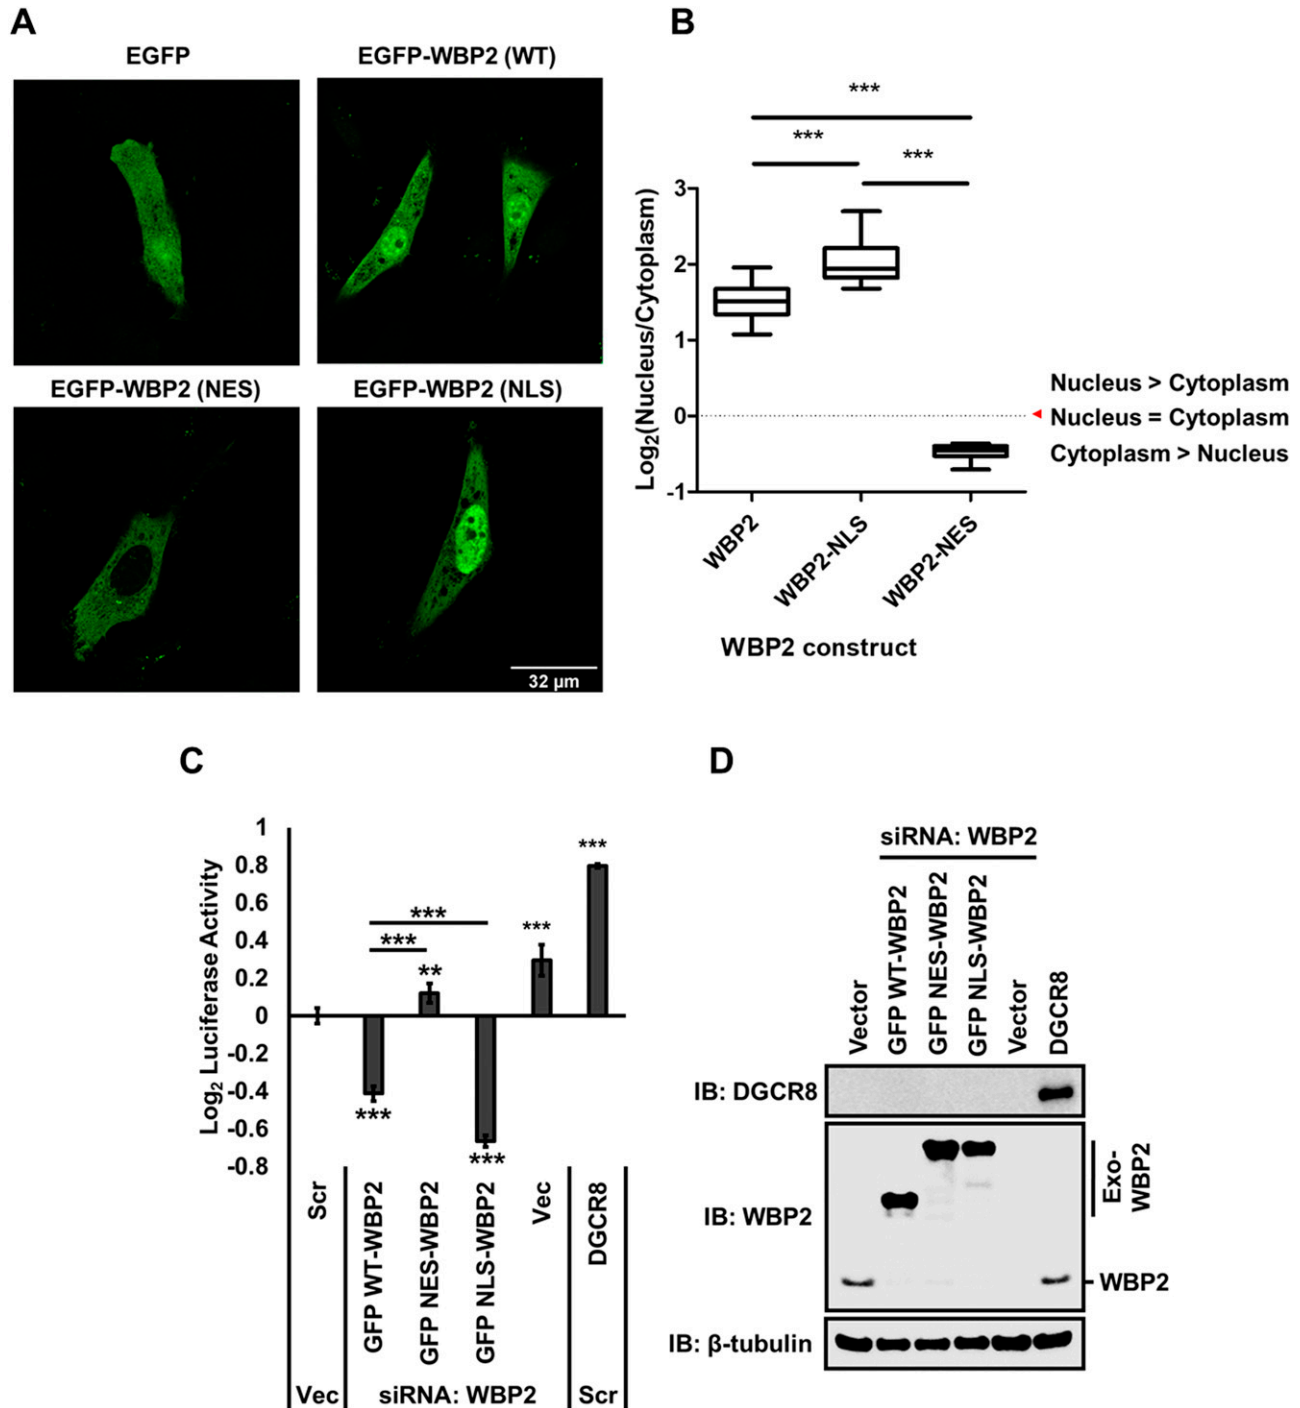 A
EGFP
EGFP-WBP2 (WT)
EGFP-WBP2 (NES)
EGFP-WBP2 (NLS)
32 μm
B
***
***
***
Log2(Nucleus/Cytoplasm)
3
2
1
0
-1
Nucleus > Cytoplasm
Nucleus = Cytoplasm
Cytoplasm > Nucleus
WBP2
WBP2-NLS
WBP2-NES
WBP2 construct
C
Log2 Luciferase Activity
1
0.8
0.6
0.4
0.2
0
-0.2
-0.4
-0.6
-0.8
***
***
***
**
***
***
***
Scr
GFP WT-WBP2
GFP NES-WBP2
GFP NLS-WBP2
Vec
DGCR8
Vec
siRNA: WBP2
Scr
D
siRNA: WBP2
Vector
GFP WT-WBP2
GFP NES-WBP2
GFP NLS-WBP2
Vector
DGCR8
IB: DGCR8
IB: WBP2
Exo-
WBP2
WBP2
IB: β-tubulin